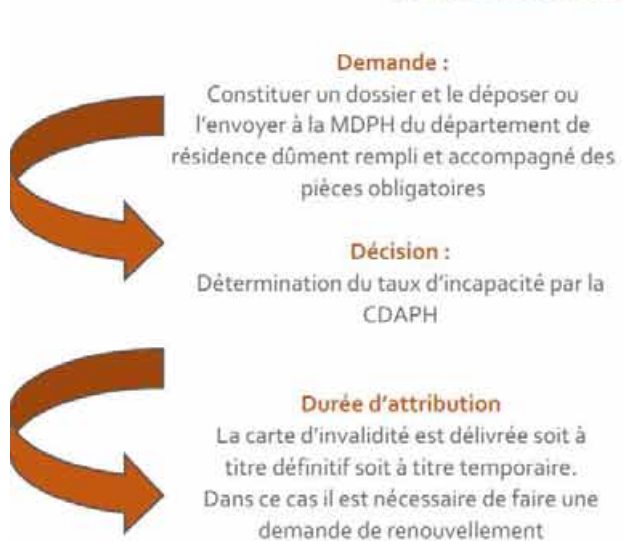 Demande :
Constituer un dossier et le déposer ou
l'envoyer à la MDPH du département de
résidence dûment rempli et accompagné des
pièces obligatoires
Décision :
Détermination du taux d'incapacité par la
CDAPH
Durée d'attribution
La carte d'invalidité est délivrée soit à
titre définitif soit à titre temporaire.
Dans ce cas il est nécessaire de faire une
demande de renouvellement